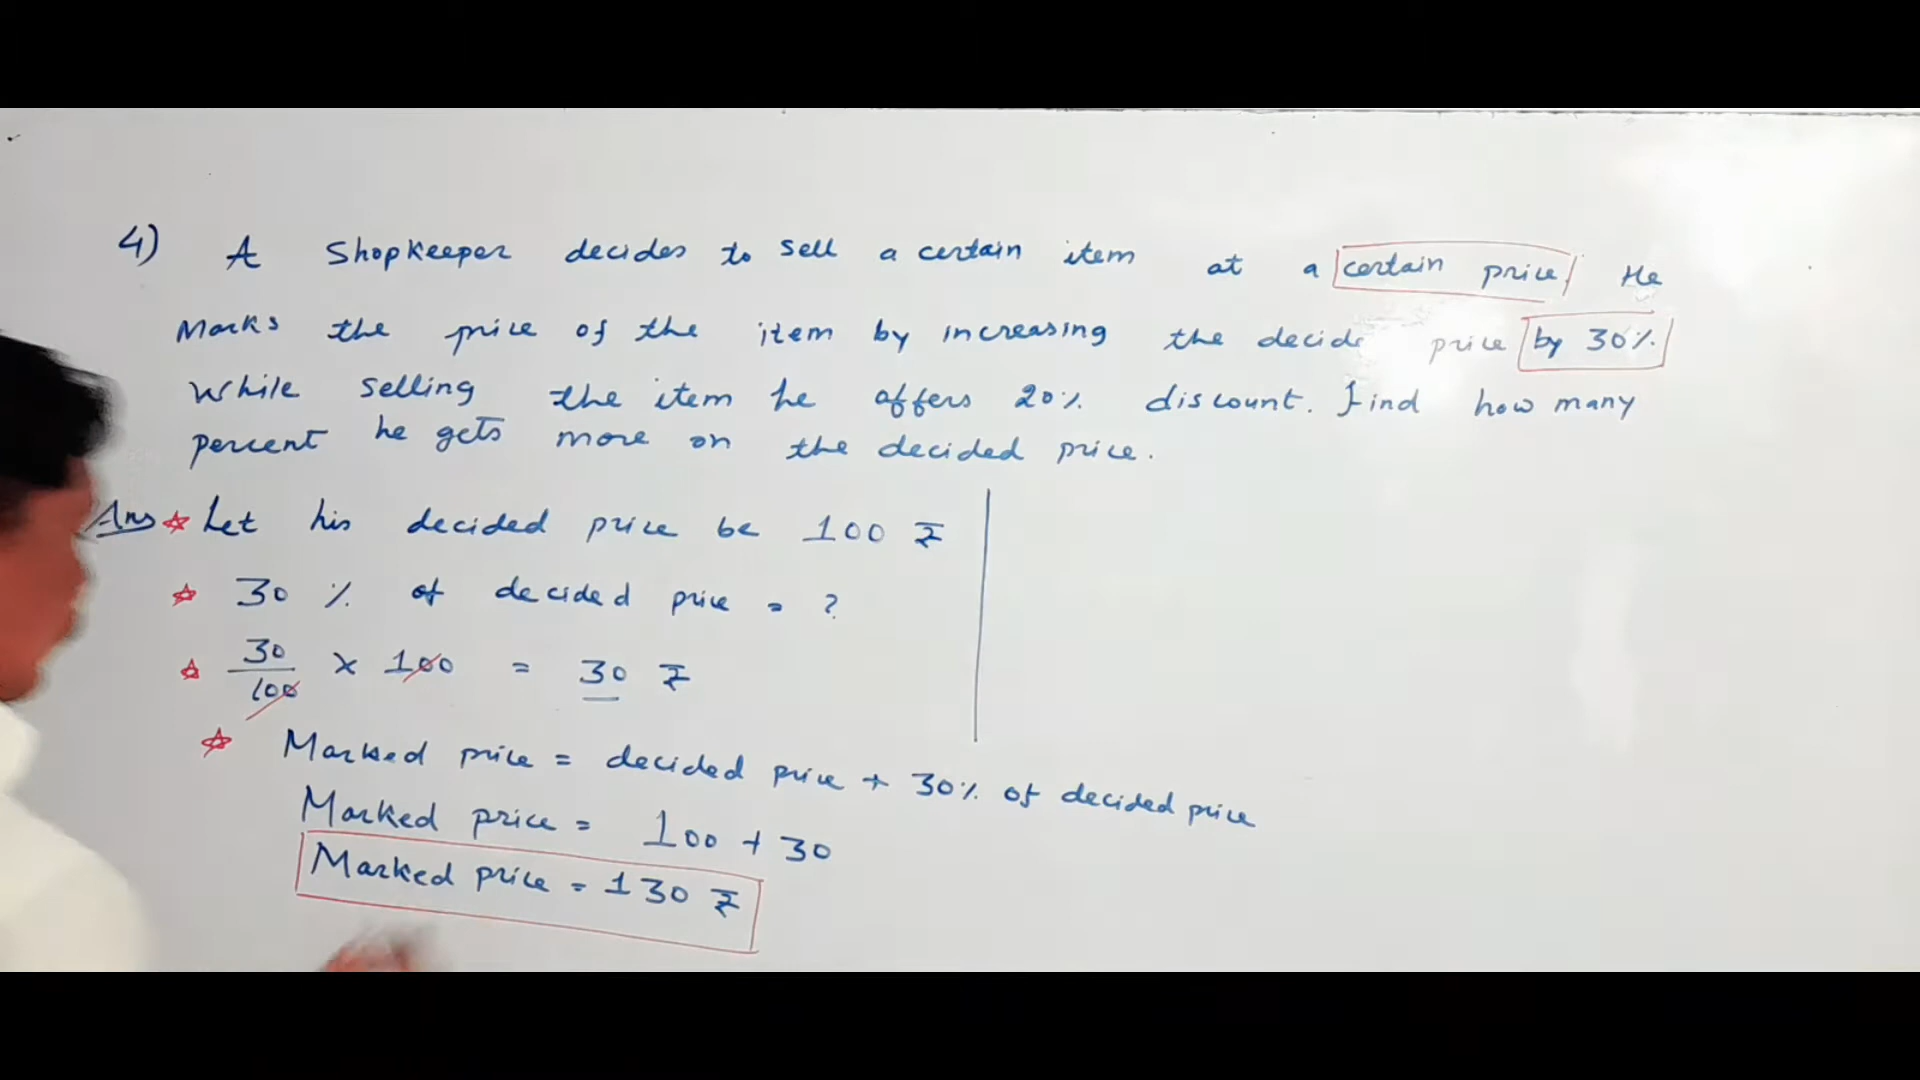 4) A Shopkeeper decides to sell a certain item at a certain price. He
Marks the price of the item by increasing the decide price by 30%.
While selling the item he offers 20% discount. Find how many
percent he gets more on the decided price.
Ans ☆ Let his decided price be 100 ₹
☆ 30 % of decided price = ?
☆ 30/100 x 100 = 30 ₹
☆ Marked price = decided price + 30% of decided price
Marked price = 100 + 30
Marked price = 130 ₹